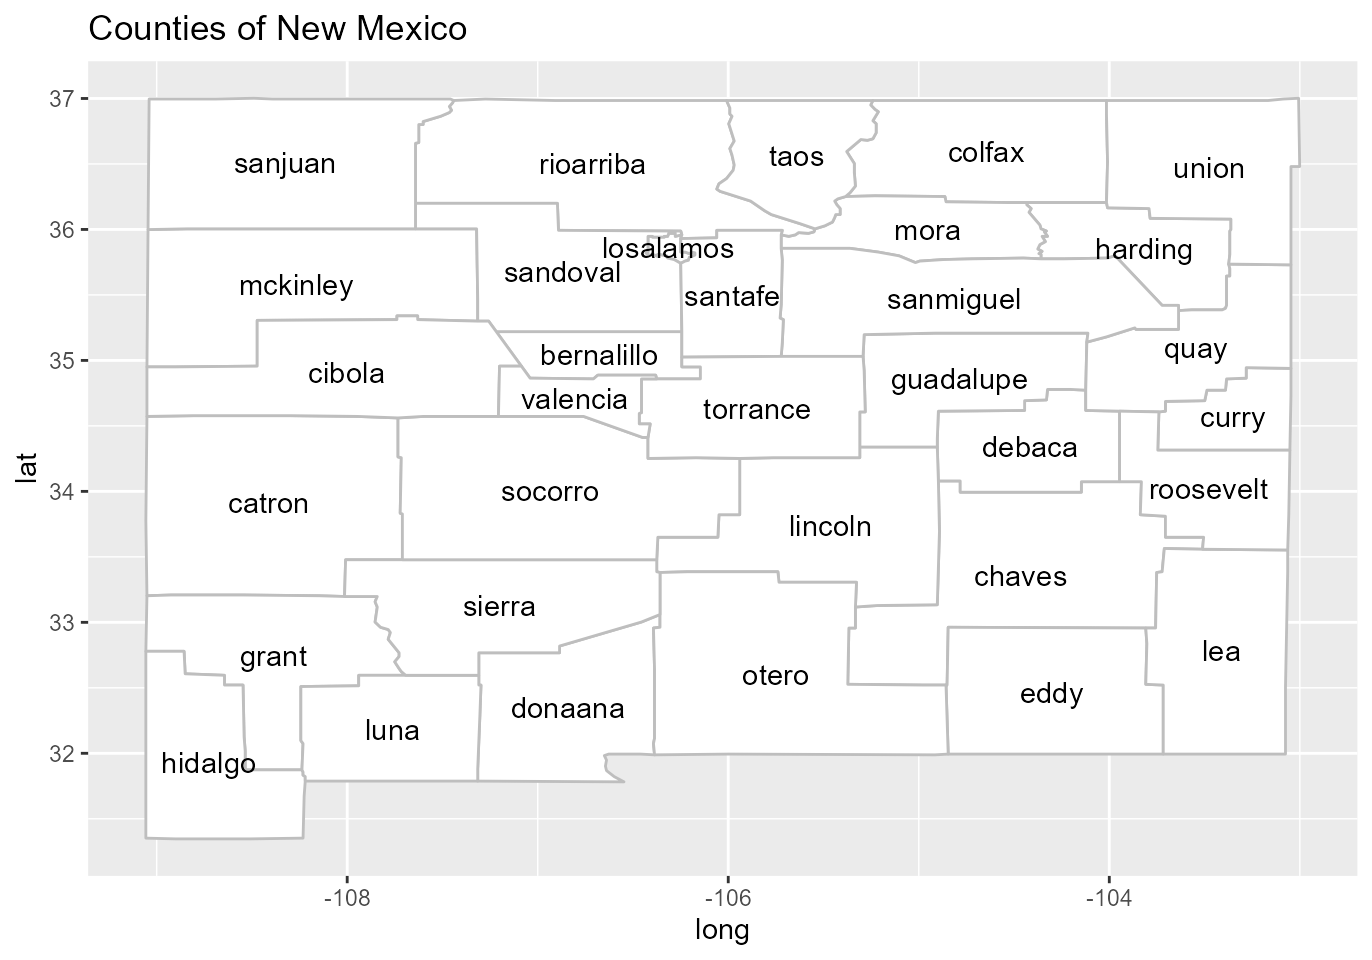 Counties of New Mexico
37
36
35
34
33
32
lat
sanjuan
rioarriba
taos
colfax
union
mora
losalamos
harding
sandoval
mckinley
santafe
sanmiguel
bernalillo
quay
cibola
guadalupe
valencia
torrance
curry
debaca
catron
socorro
roosevelt
lincoln
chaves
sierra
grant
lea
otero
eddy
donaana
luna
hidalgo
-108
-106
-104
long